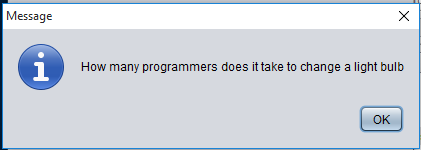 Message
How many programmers does it take to change a light bulb
OK